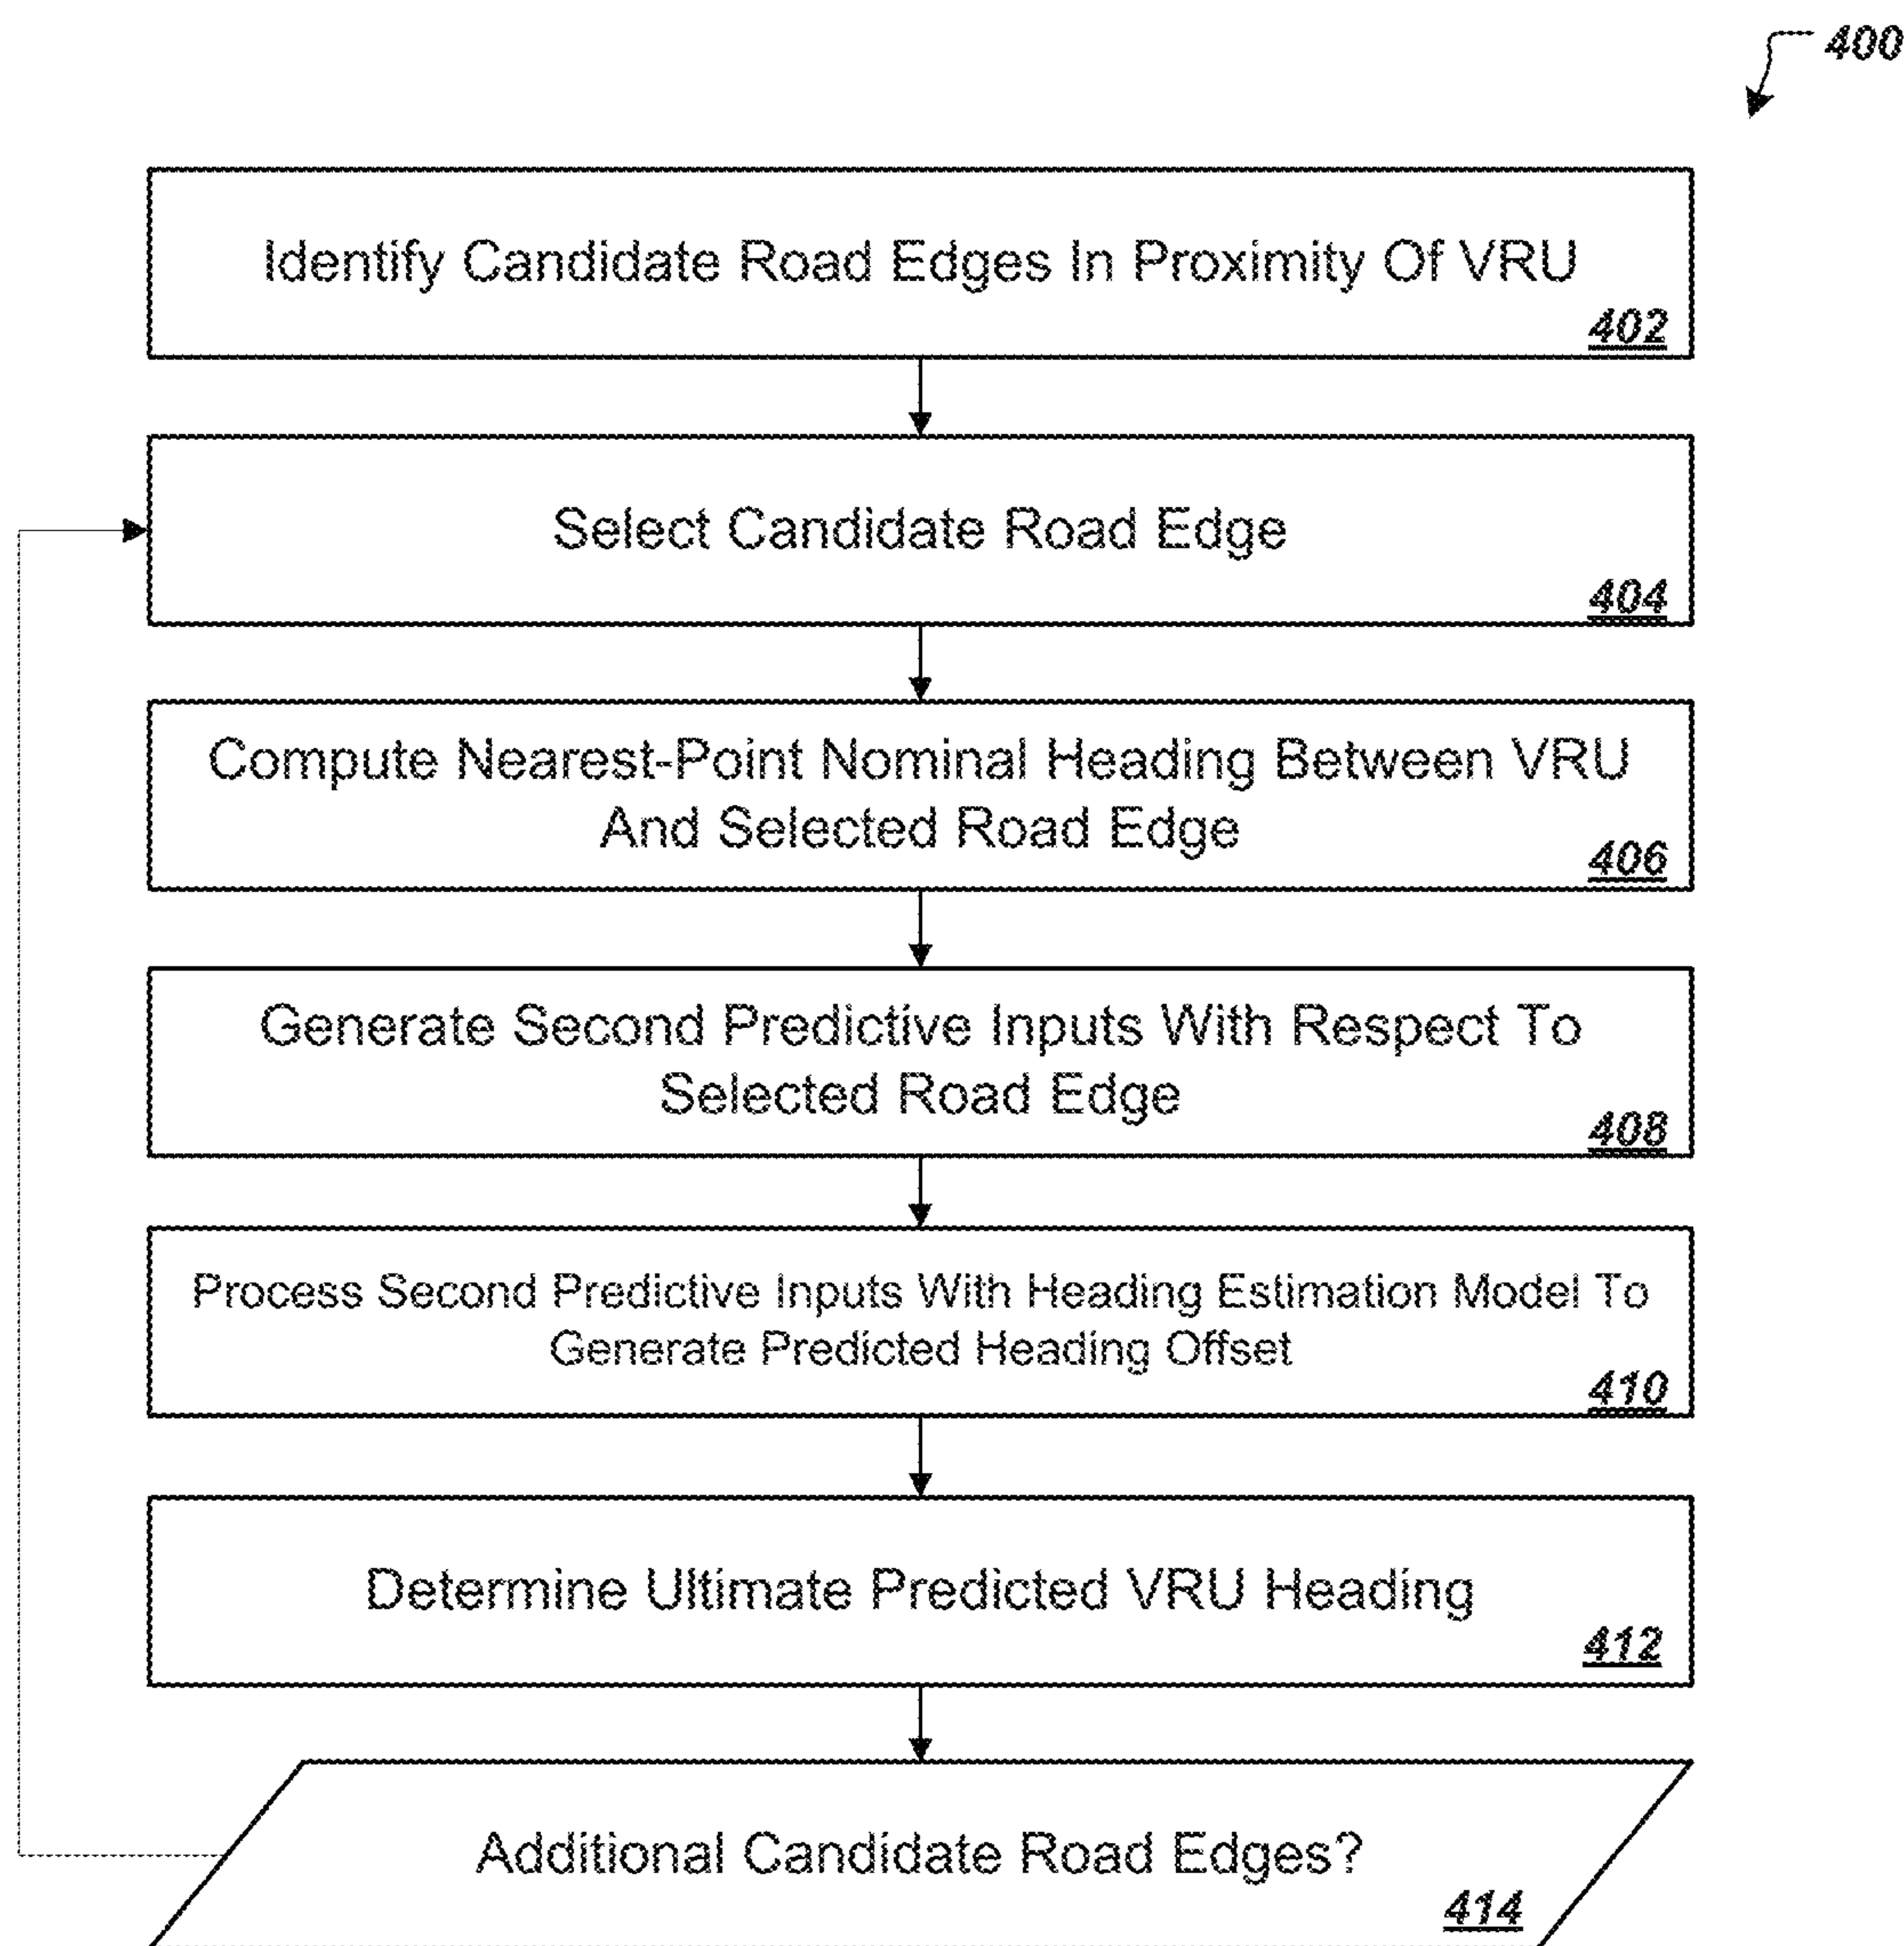 400
Identify Candidate Road Edges In Proximity Of VRU
402
Select Candidate Road Edge
404
Compute Nearest-Point Nominal Heading Between VRU
And Selected Road Edge
406
Generate Second Predictive Inputs With Respect To
Selected Road Edge
408
Process Second Predictive Inputs With Heading Estimation Model To
Generate Predicted Heading Offset
410
Determine Ultimate Predicted VRU Heading
412
Additional Candidate Road Edges?
414